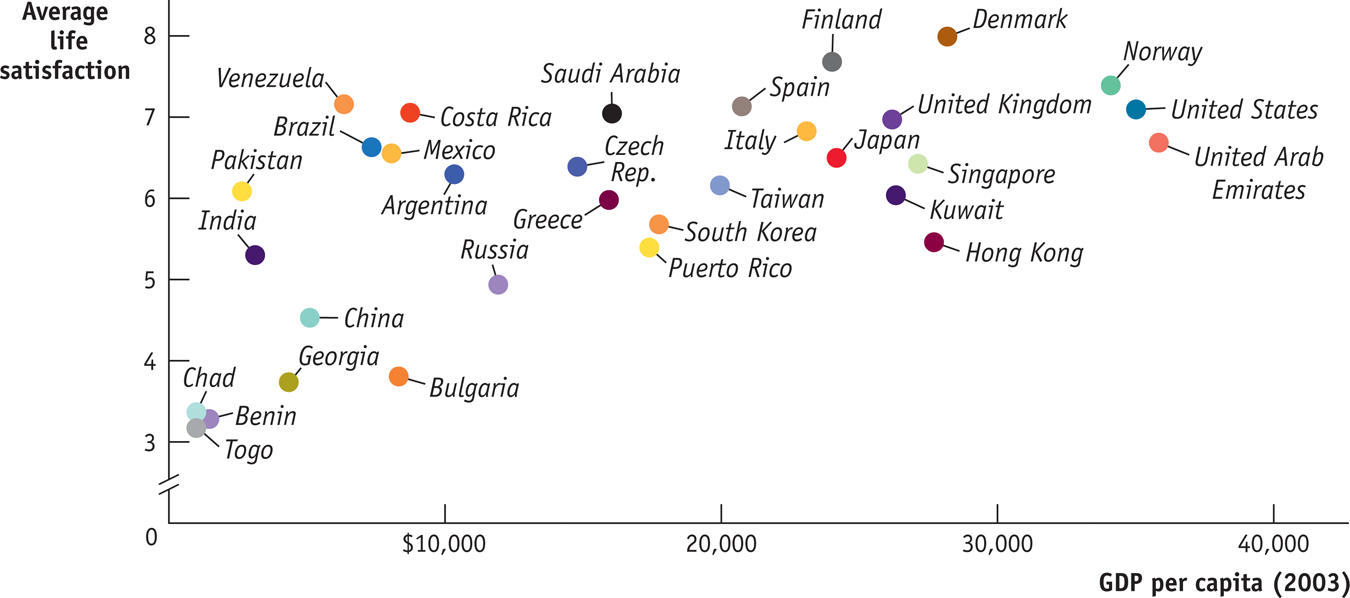 Average
life
satisfaction
8
7
6
5
4
3
0
Finland
Denmark
Norway
Venezuela
Saudi Arabia
Spain
United Kingdom
United States
Costa Rica
Brazil
Mexico
Czech
Rep.
Italy
Japan
United Arab
Emirates
Pakistan
Singapore
Argentina
Taiwan
Kuwait
India
Greece
South Korea
Russia
Puerto Rico
Hong Kong
China
Georgia
Chad
Bulgaria
Benin
Togo
$10,000
20,000
30,000
40,000
GDP per capita (2003)